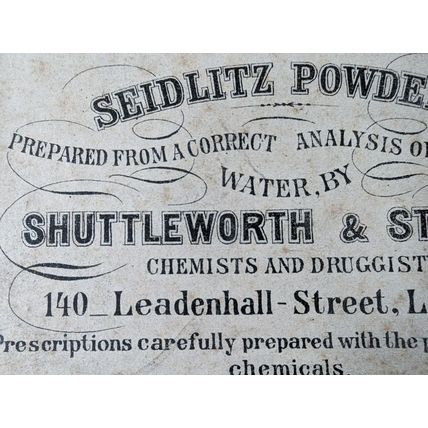 SEIDLITZ POWDE
PREPARED FROM A CORRECT ANALYSIS O
WATER, BY
SHUTTLEWORTH & ST
CHEMISTS AND DRUGGIST
140_Leadenhall-Street, L
Prescriptions carefully prepared with the p
chemicals.